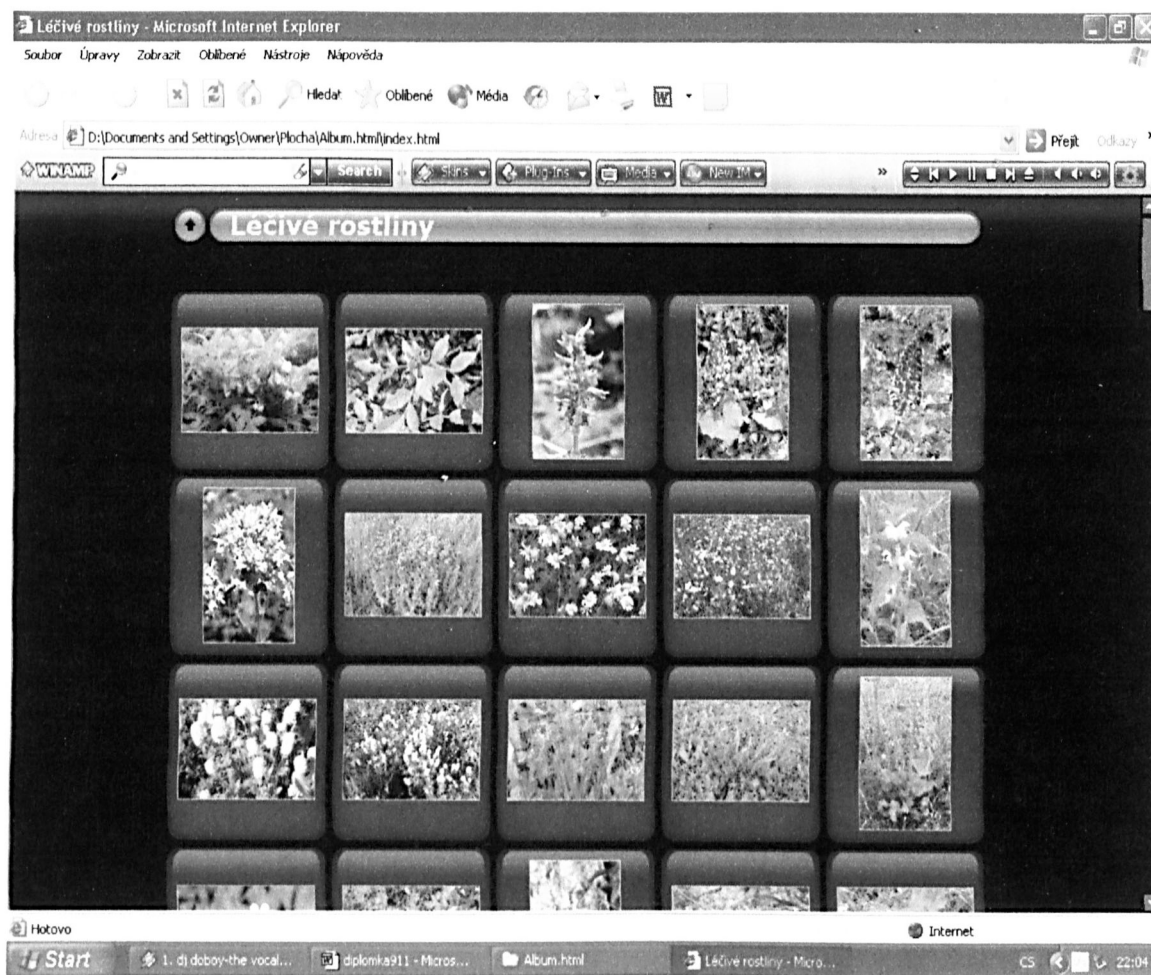 Léčivé rostliny - Microsoft Internet Explorer
Soubor Úpravy Zobrazit Oblíbené Nástroje Nápověda
Hledat Oblíbené Média
Adresa D:\Documents and Settings\Owner\Plocha\Album.html\index.html Přejít Odkazy »
WINAMP Search Skins Plug-Ins Media New IM »
Léčivé rostliny
Hotovo Internet
Start 1. dj doboy-the vocal... diplomka911 - Micros... Album.html Léčivé rostliny - Micro... CS 22:04